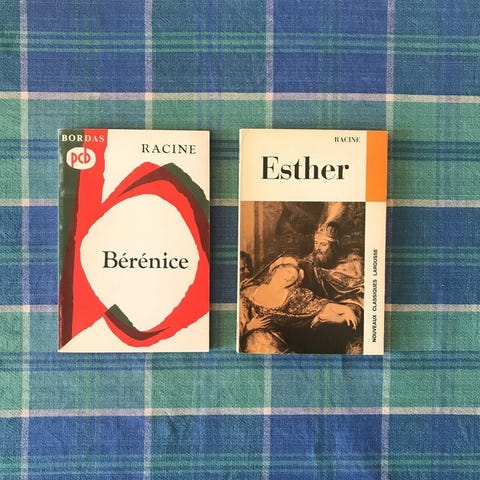 BORDAS
pcb
RACINE
Bérénice
RACINE
Esther
NOUVEAUX CLASSIQUES LAROUSSE